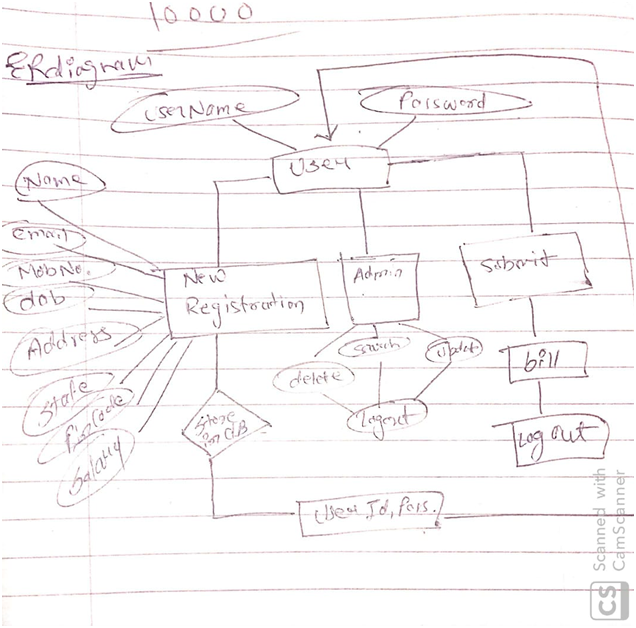 10000
ERdiagram
UserName
Password
User
Name
email
MobNo.
dob
Address
State
PinCode
Salary
New
Registration
Admin
Submit
search
update
delete
Logout
bill
Log out
Store
in DB
User Id, Pass.
Scanned with
CamScanner
CS